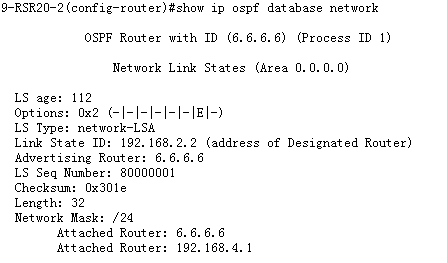 9-RSR20-2(config-router)#show ip ospf database network
OSPF Router with ID (6.6.6.6) (Process ID 1)
Network Link States (Area 0.0.0.0)
LS age: 112
Options: 0x2 (-|-|-|-|-|-|E|-)
LS Type: network-LSA
Link State ID: 192.168.2.2 (address of Designated Router)
Advertising Router: 6.6.6.6
LS Seq Number: 80000001
Checksum: 0x301e
Length: 32
Network Mask: /24
Attached Router: 6.6.6.6
Attached Router: 192.168.4.1